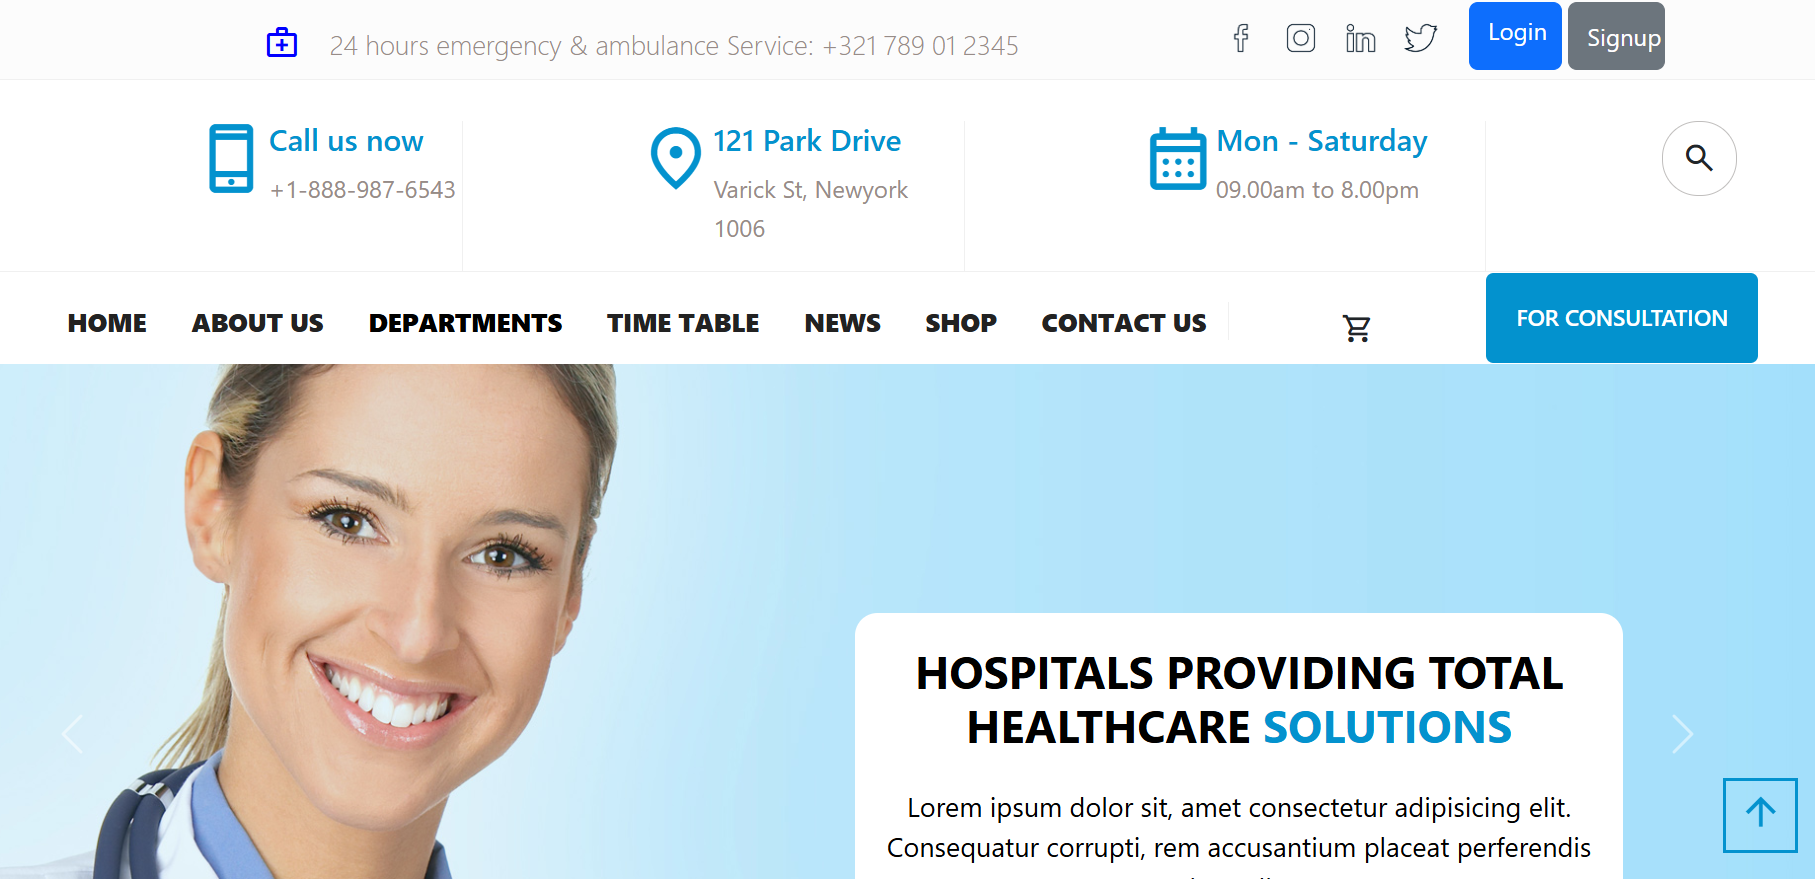 24 hours emergency & ambulance Service: +321 789 01 2345
Login
Signup
Call us now
+1-888-987-6543
121 Park Drive
Varick St, Newyork
1006
Mon - Saturday
09.00am to 8.00pm
HOME ABOUT US DEPARTMENTS TIME TABLE NEWS SHOP CONTACT US
FOR CONSULTATION
HOSPITALS PROVIDING TOTAL
HEALTHCARE SOLUTIONS
Lorem ipsum dolor sit, amet consectetur adipisicing elit.
Consequatur corrupti, rem accusantium placeat perferendis